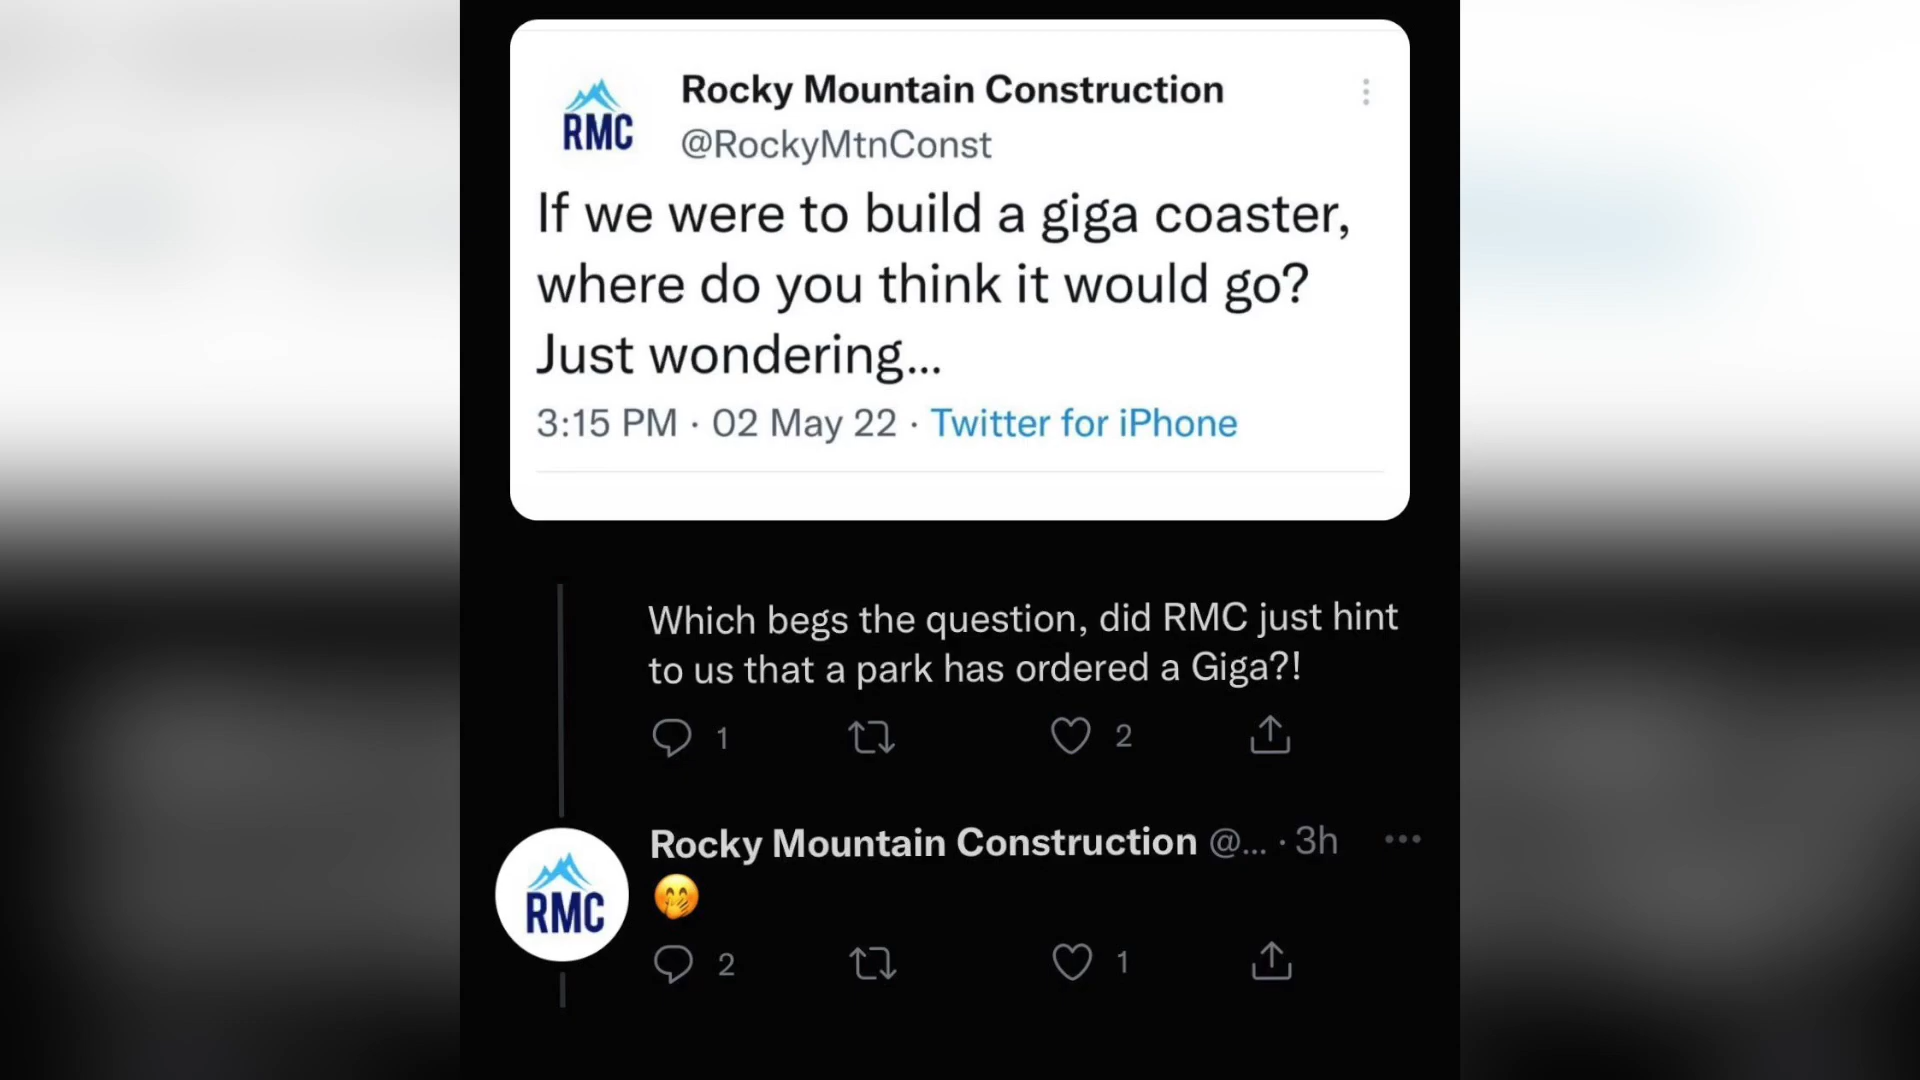 RMC
Rocky Mountain Construction
@RockyMtnConst
If we were to build a giga coaster,
where do you think it would go?
Just wondering...
3:15 PM · 02 May 22 · Twitter for iPhone
Which begs the question, did RMC just hint
to us that a park has ordered a Giga?!
1 2
RMC
Rocky Mountain Construction @... · 3h
🤭
2 1